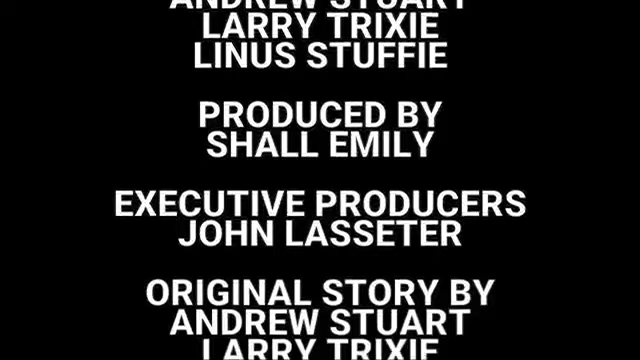 ANDREW STUART
LARRY TRIXIE
LINUS STUFFIE
PRODUCED BY
SHALL EMILY
EXECUTIVE PRODUCERS
JOHN LASSETER
ORIGINAL STORY BY
ANDREW STUART
LARRY TRIXIE